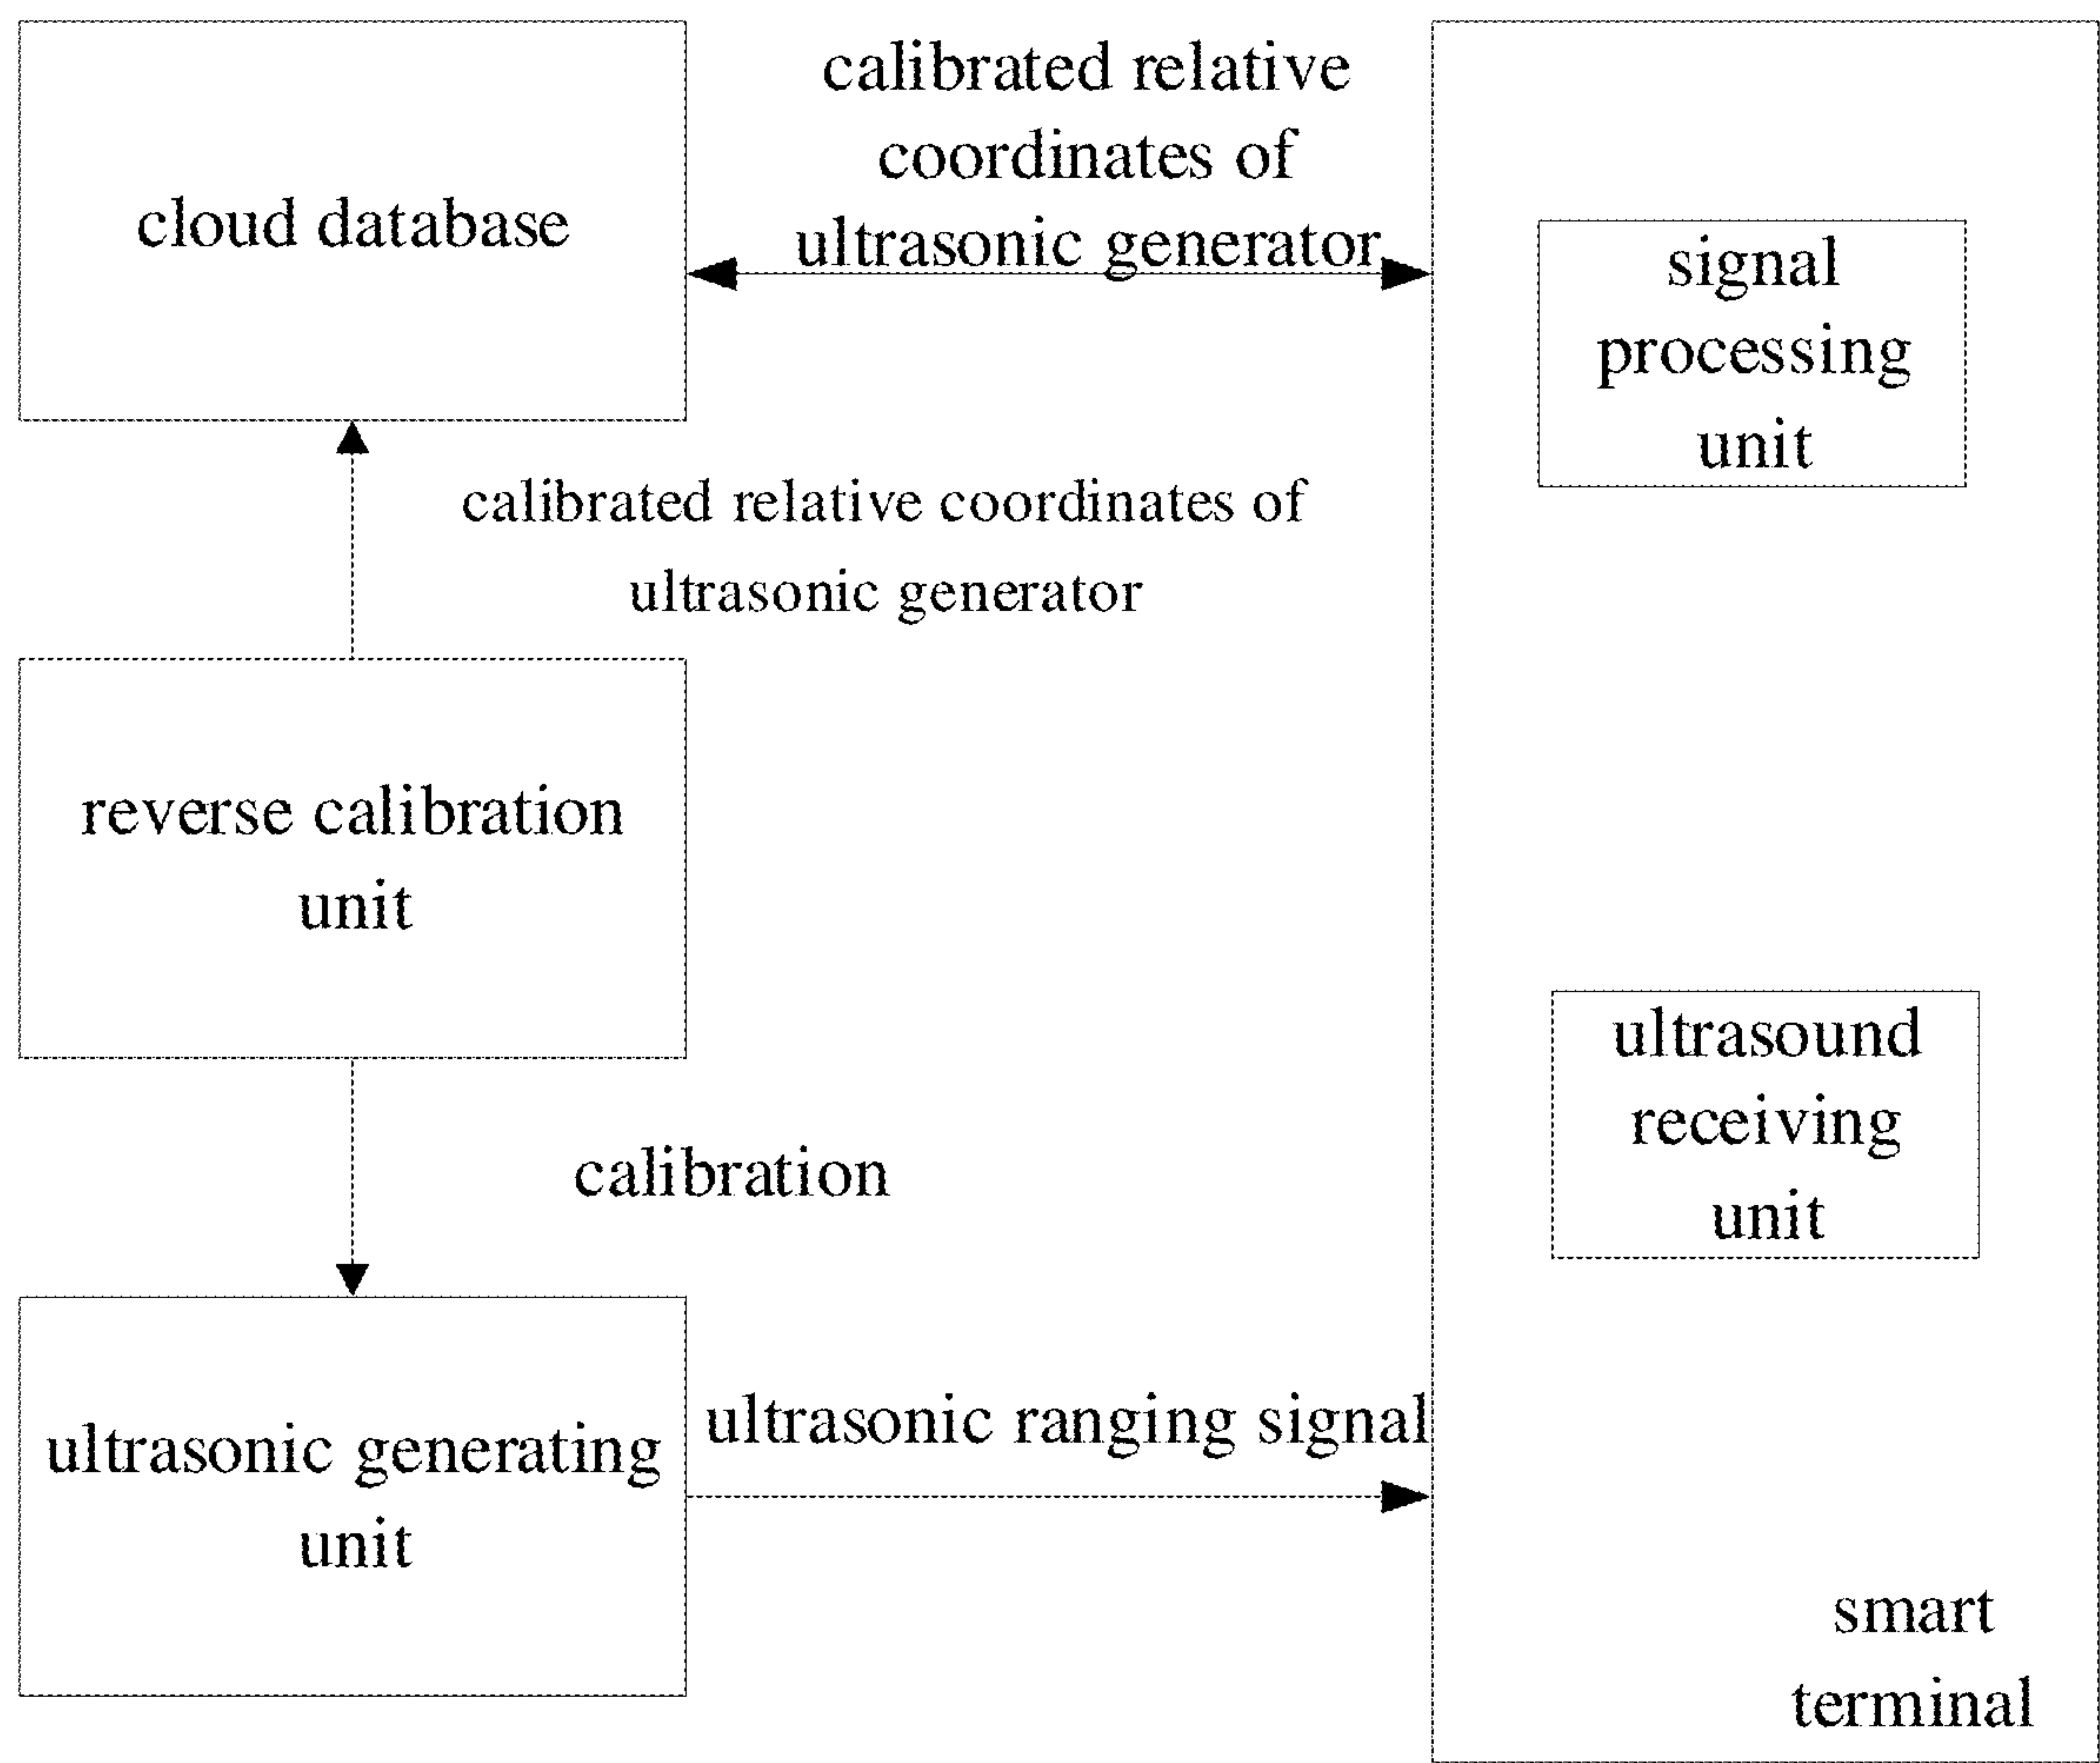 cloud database
calibrated relative
coordinates of
ultrasonic generator
signal
processing
unit
calibrated relative coordinates of
ultrasonic generator
reverse calibration
unit
ultrasound
receiving
unit
calibration
ultrasonic generating
unit
ultrasonic ranging signal
smart
terminal